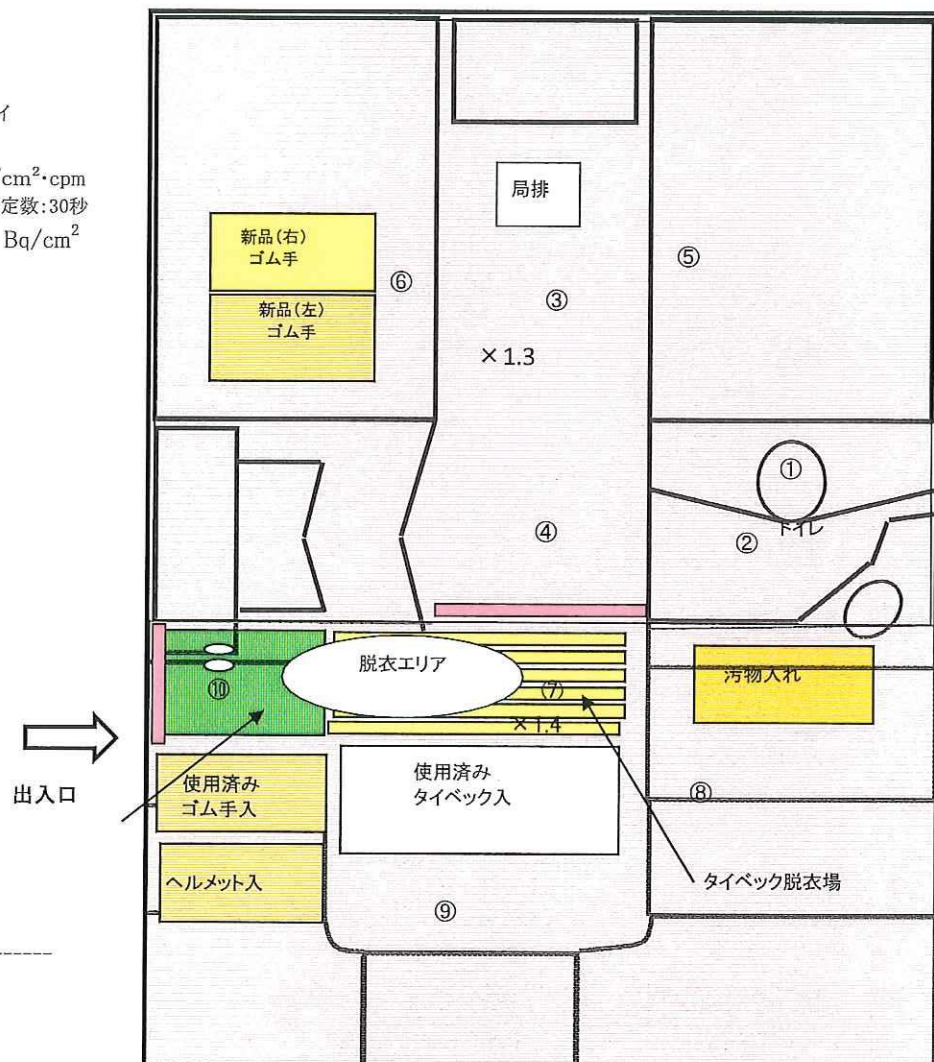 イ
cm²・cpm
定数:30秒
Bq/cm²
局排
新品(右)
ゴム手
⑥
③
⑤
新品(左)
ゴム手
×1.3
①
トイレ
②
④
脱衣エリア
⑦
⑩
汚物入れ
×1.4
出入口
使用済み
ゴム手入
使用済み
タイベック入
⑧
ヘルメット入
タイベック脱衣場
⑨